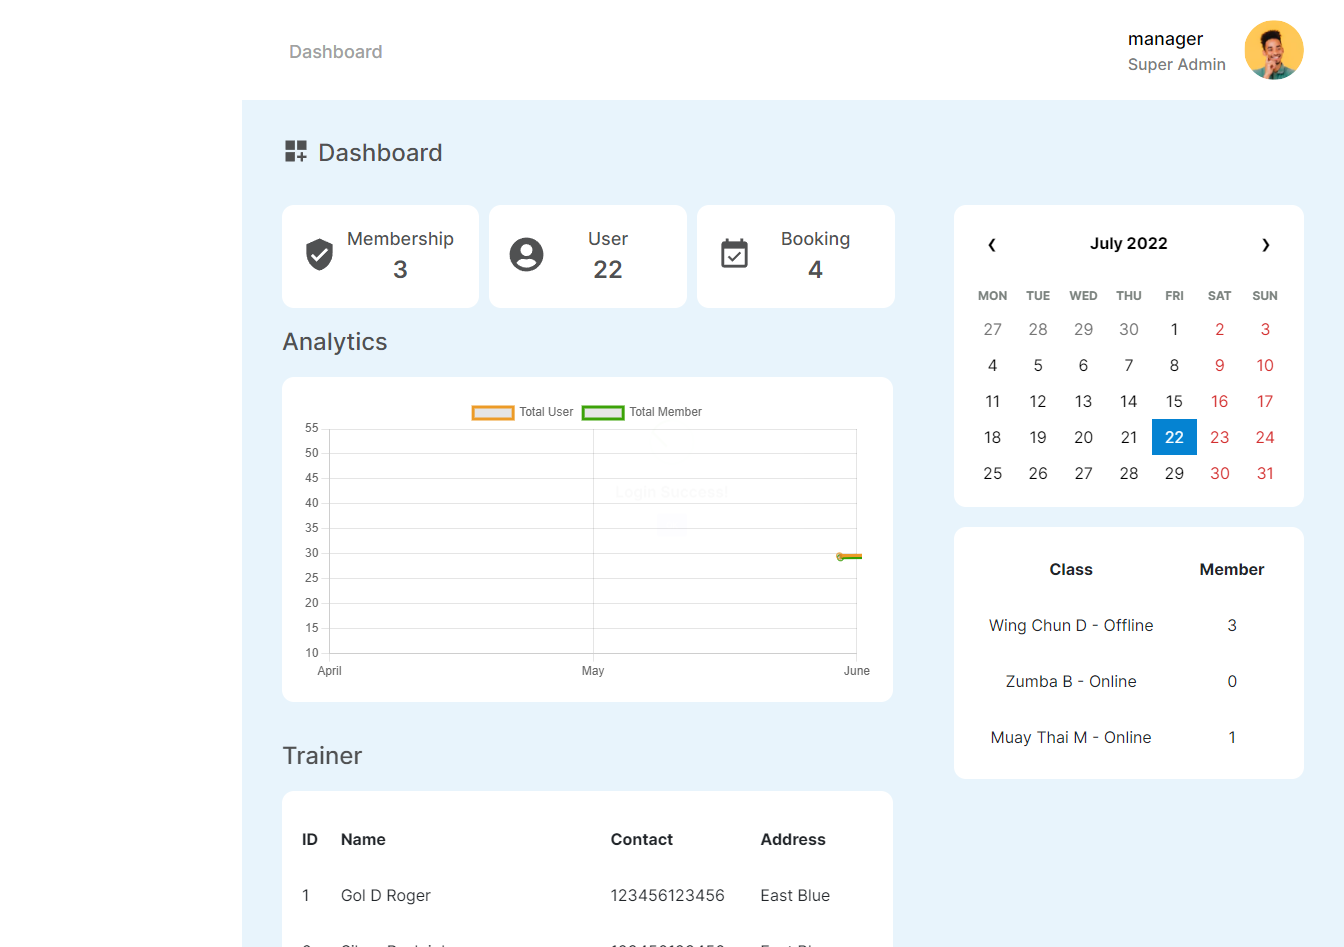 Dashboard
manager
Super Admin
Dashboard
Membership
3
User
22
Booking
4
Analytics
Total User Total Member
55
50
45
40
35
30
25
20
15
10
April May June
Login Success!
Trainer
ID Name Contact Address
1 Gol D Roger 123456123456 East Blue
❮ July 2022 ❯
MON TUE WED THU FRI SAT SUN
27 28 29 30 1 2 3
4 5 6 7 8 9 10
11 12 13 14 15 16 17
18 19 20 21 22 23 24
25 26 27 28 29 30 31
Class Member
Wing Chun D - Offline 3
Zumba B - Online 0
Muay Thai M - Online 1